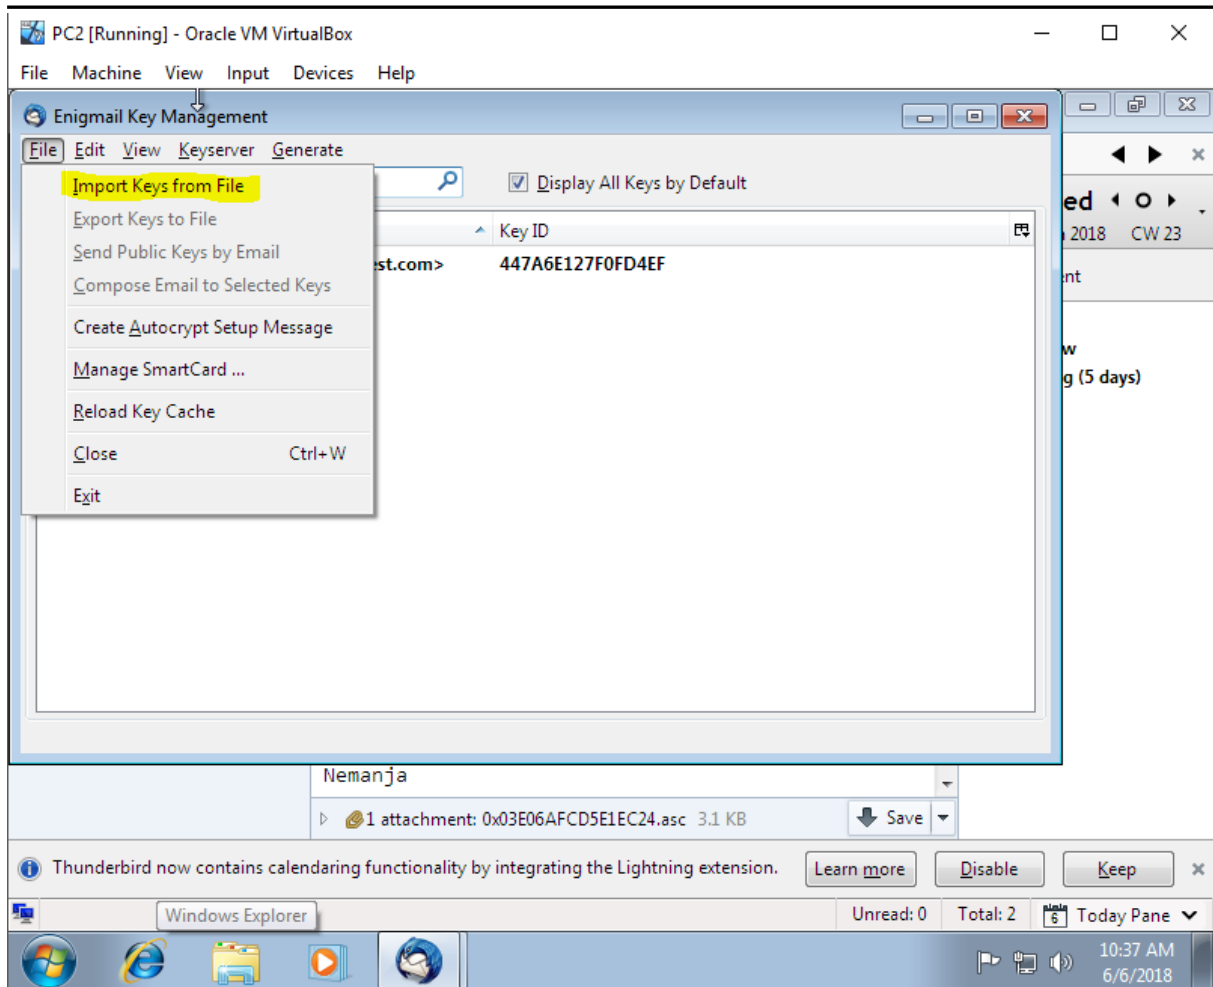 PC2 [Running] - Oracle VM VirtualBox
File Machine View Input Devices Help
Enigmail Key Management
File Edit View Keyserver Generate
Import Keys from File
Display All Keys by Default
Export Keys to File
Key ID
Send Public Keys by Email
st.com>
447A6E127F0FD4EF
Compose Email to Selected Keys
Create Autocrypt Setup Message
Manage SmartCard ...
Reload Key Cache
Close Ctrl+W
Exit
ed
2018 CW 23
nt
w
g (5 days)
Nemanja
1 attachment: 0x03E06AFCD5E1EC24.asc 3.1 KB
Save
Thunderbird now contains calendaring functionality by integrating the Lightning extension.
Learn more
Disable
Keep
Windows Explorer
Unread: 0
Total: 2
6
Today Pane
10:37 AM
6/6/2018